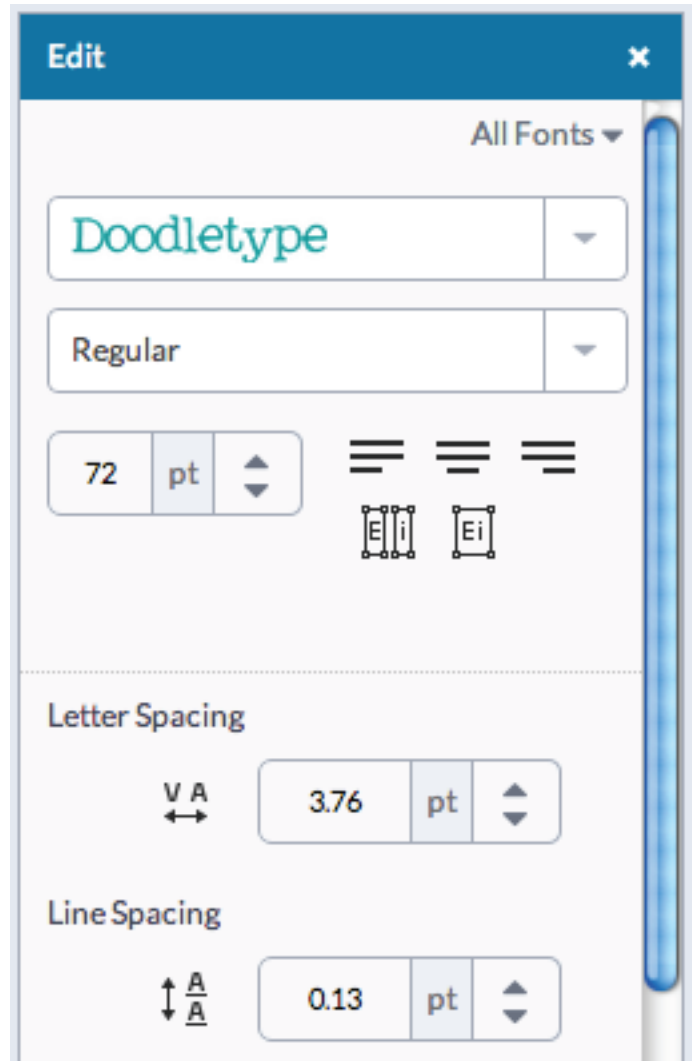 Edit
All Fonts
Doodletype
Regular
72 pt
E i Ei
Letter Spacing
V A 3.76 pt
Line Spacing
A
A 0.13 pt